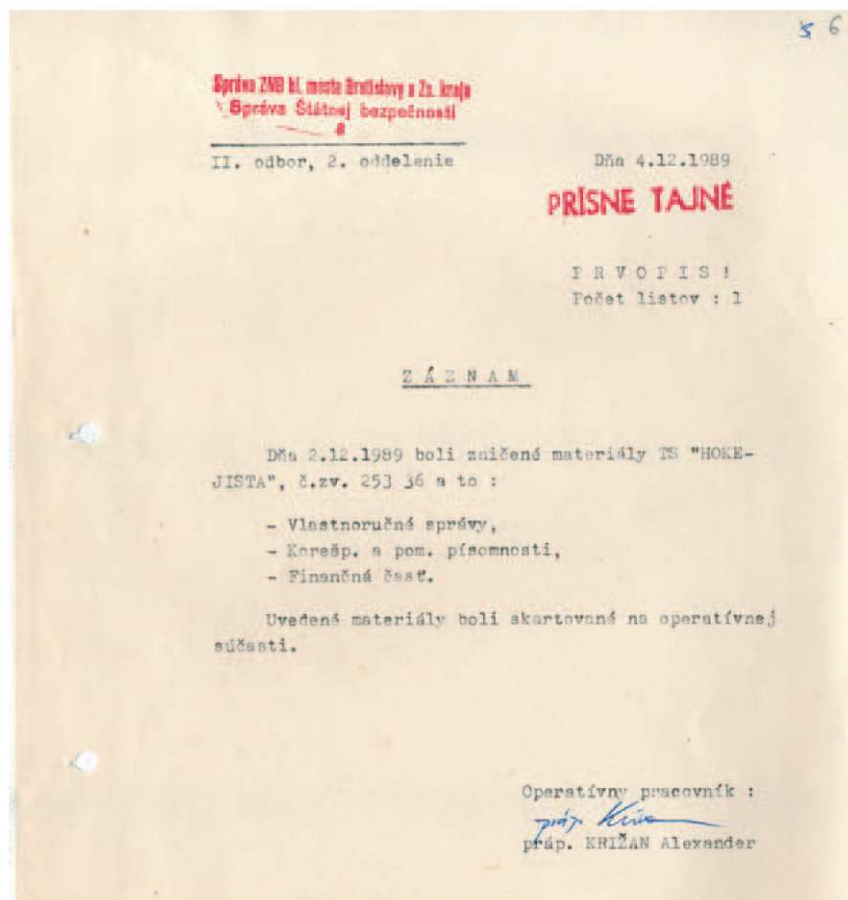 5 6
Správa ZNB hl. mesta Bratislavy a Zs. kraja
Správa Štátnej bezpečnosti
8
II. odbor, 2. oddelenie
Dňa 4.12.1989
PRÍSNE TAJNÉ
P R V O P I S !
Počet listov : 1
Z Á Z N A M
Dňa 2.12.1989 boli zničené materiály TS "HOKE-
JISTA", č.zv. 253 36 a to :
- Vlastnoručné správy,
- Korešp. a pom. písomnosti,
- Finančná časť.
Uvedené materiály boli skartované na operatívnej
súčasti.
Operatívny pracovník :
práp.
práp. KRIŽAN Alexander